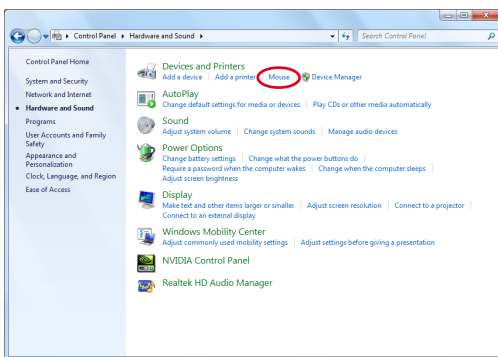 Control Panel ▸ Hardware and Sound ▸
Search Control Panel
Control Panel Home
System and Security
Network and Internet
Hardware and Sound
Programs
User Accounts and Family
Safety
Appearance and
Personalization
Clock, Language, and Region
Ease of Access
Devices and Printers
Add a device | Add a printer | Mouse | Device Manager
AutoPlay
Change default settings for media or devices | Play CDs or other media automatically
Sound
Adjust system volume | Change system sounds | Manage audio devices
Power Options
Change battery settings | Change what the power buttons do |
Require a password when the computer wakes | Change when the computer sleeps |
Adjust screen brightness
Display
Make text and other items larger or smaller | Adjust screen resolution | Connect to a projector |
Connect to an external display
Windows Mobility Center
Adjust commonly used mobility settings | Adjust settings before giving a presentation
NVIDIA Control Panel
Realtek HD Audio Manager